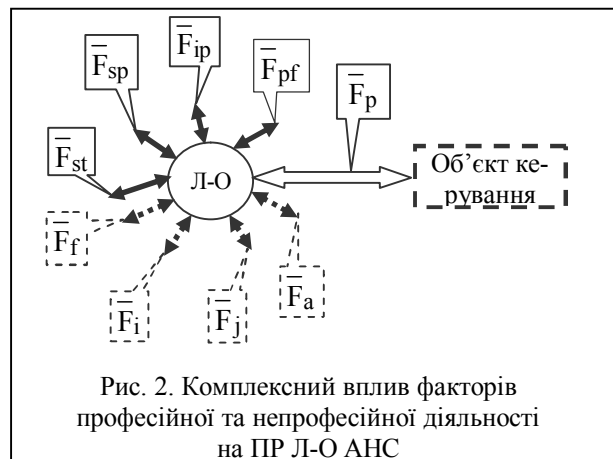 F̅ip
F̅sp
F̅pf
F̅p
F̅st
Л-О
Об’єкт ке-
рування
F̅f
F̅i
F̅j
F̅a
Рис. 2. Комплексний вплив факторів
професійної та непрофесійної діяльності
на ПР Л-О АНС